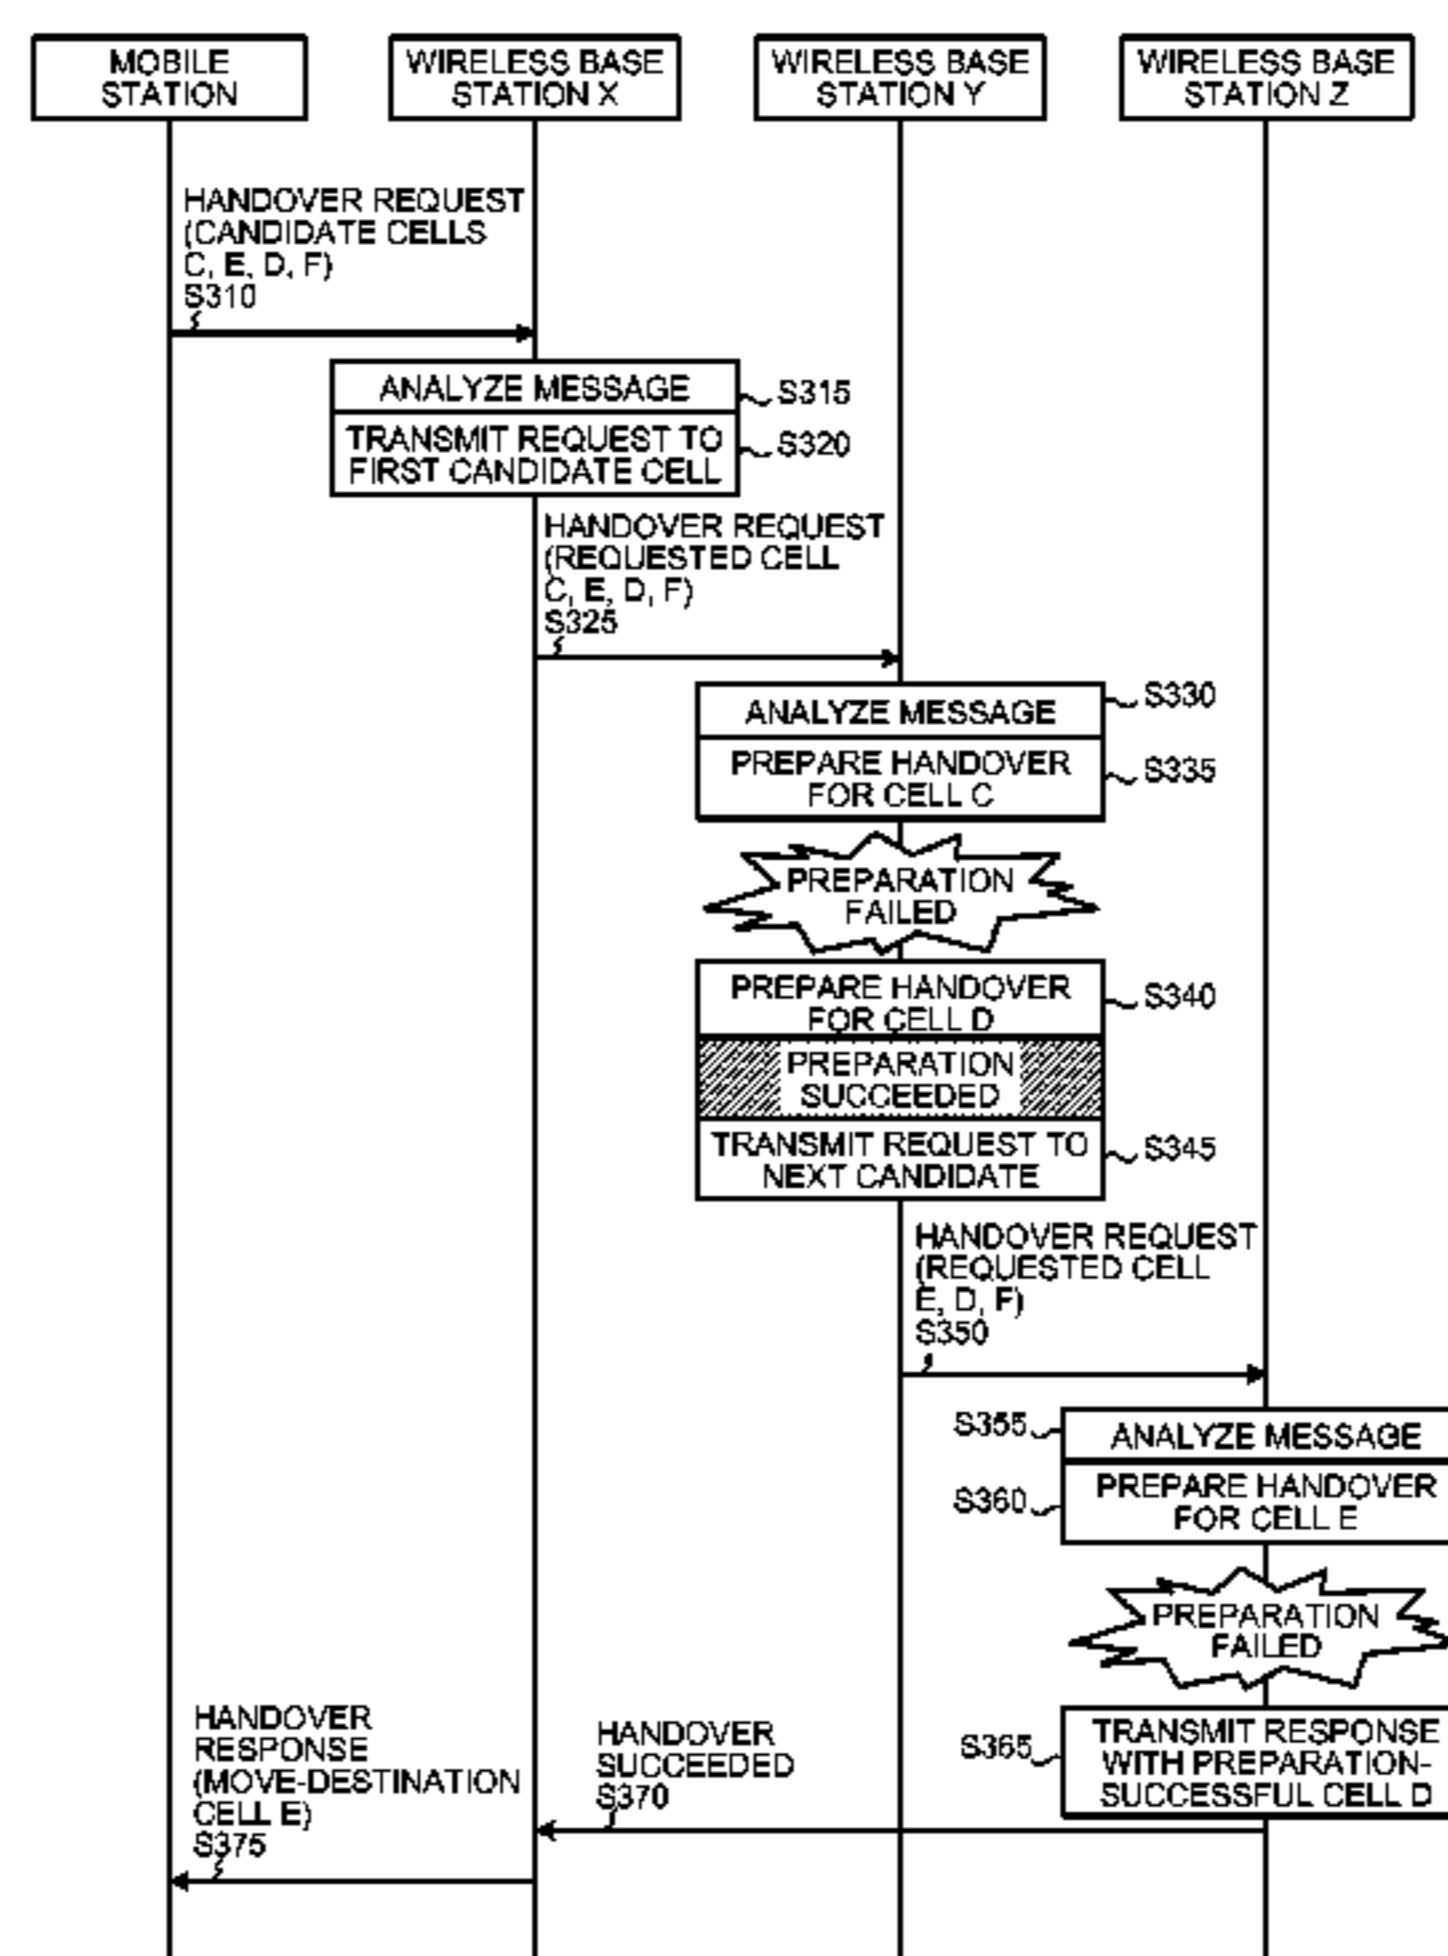 MOBILE
STATION
WIRELESS BASE
STATION X
WIRELESS BASE
STATION Y
WIRELESS BASE
STATION Z
HANDOVER REQUEST
(CANDIDATE CELLS
C, E, D, F)
S310
ANALYZE MESSAGE
S315
TRANSMIT REQUEST TO
FIRST CANDIDATE CELL
S320
HANDOVER REQUEST
(REQUESTED CELL
C, E, D, F)
S325
ANALYZE MESSAGE
S330
PREPARE HANDOVER
FOR CELL C
S335
PREPARATION
FAILED
PREPARE HANDOVER
FOR CELL D
S340
PREPARATION
SUCCEEDED
TRANSMIT REQUEST TO
NEXT CANDIDATE
S345
HANDOVER REQUEST
(REQUESTED CELL
E, D, F)
S350
S355
ANALYZE MESSAGE
S360
PREPARE HANDOVER
FOR CELL E
PREPARATION
FAILED
S365
TRANSMIT RESPONSE
WITH PREPARATION-
SUCCESSFUL CELL D
HANDOVER
SUCCEEDED
S370
HANDOVER
RESPONSE
(MOVE-DESTINATION
CELL E)
S375